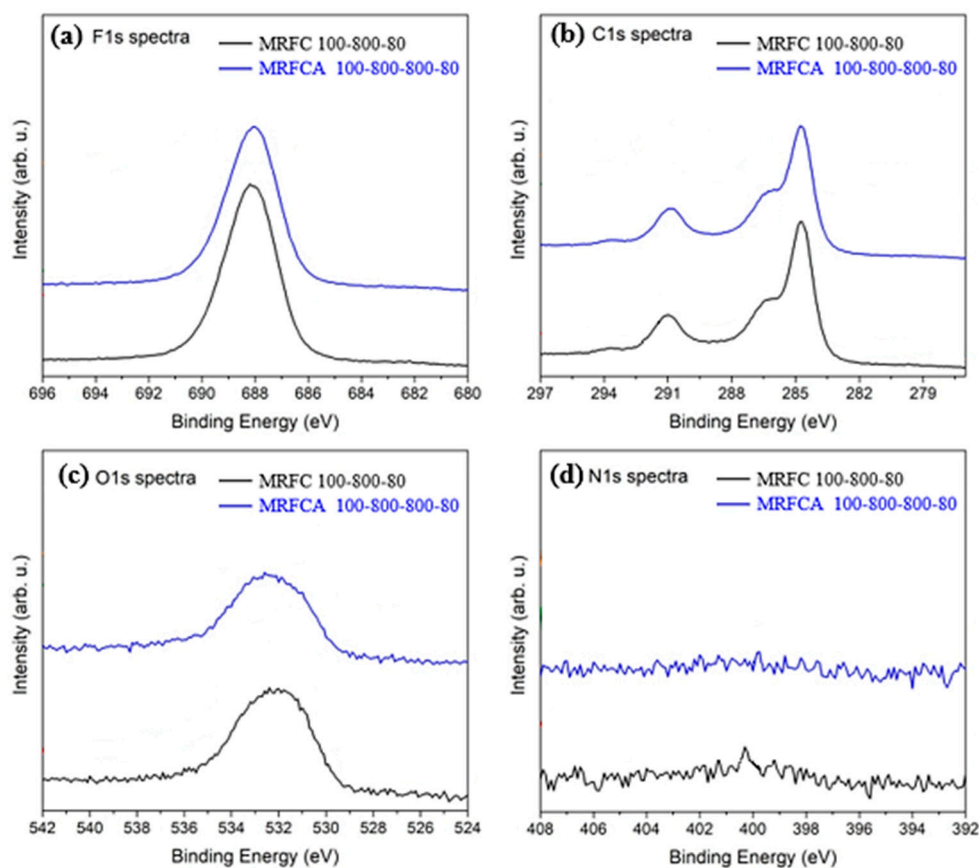 (a) F1s spectra
MRFC 100-800-80
MRFCA 100-800-800-80
Intensity (arb. u.)
696 694 692 690 688 686 684 682 680
Binding Energy (eV)
(b) C1s spectra
MRFC 100-800-80)
MRFCA 100-800-800-80
Intensity (arb. u.)
297 294 291 288 285 282 279
Binding Energy (eV)
(c) O1s spectra
MRFC 100-800-80)
MRFCA 100-800-800-80
Intensity (arb. u.)
542 540 538 536 534 532 530 528 526 524
Binding Energy (eV)
(d) N1s spectra
MRFC 100-800-80)
MRFCA 100-800-800-80
Intensity (arb. u.)
408 406 404 402 400 398 396 394 392
Binding Energy (eV)